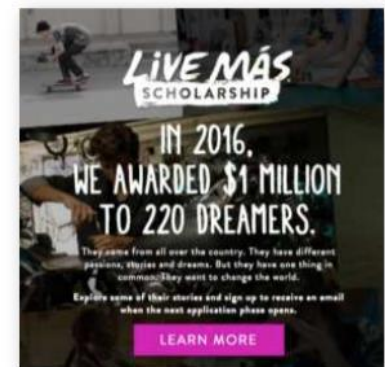 LiVE MÁS
SCHOLARSHIP
IN 2016,
WE AWARDED $1 MILLION
TO 220 DREAMERS.
They come from all over the country. They have different
passions, stories and dreams. But they have one thing in
common: They want to change the world.
Explore some of their stories and sign up to receive an email
when the next application phase opens.
LEARN MORE